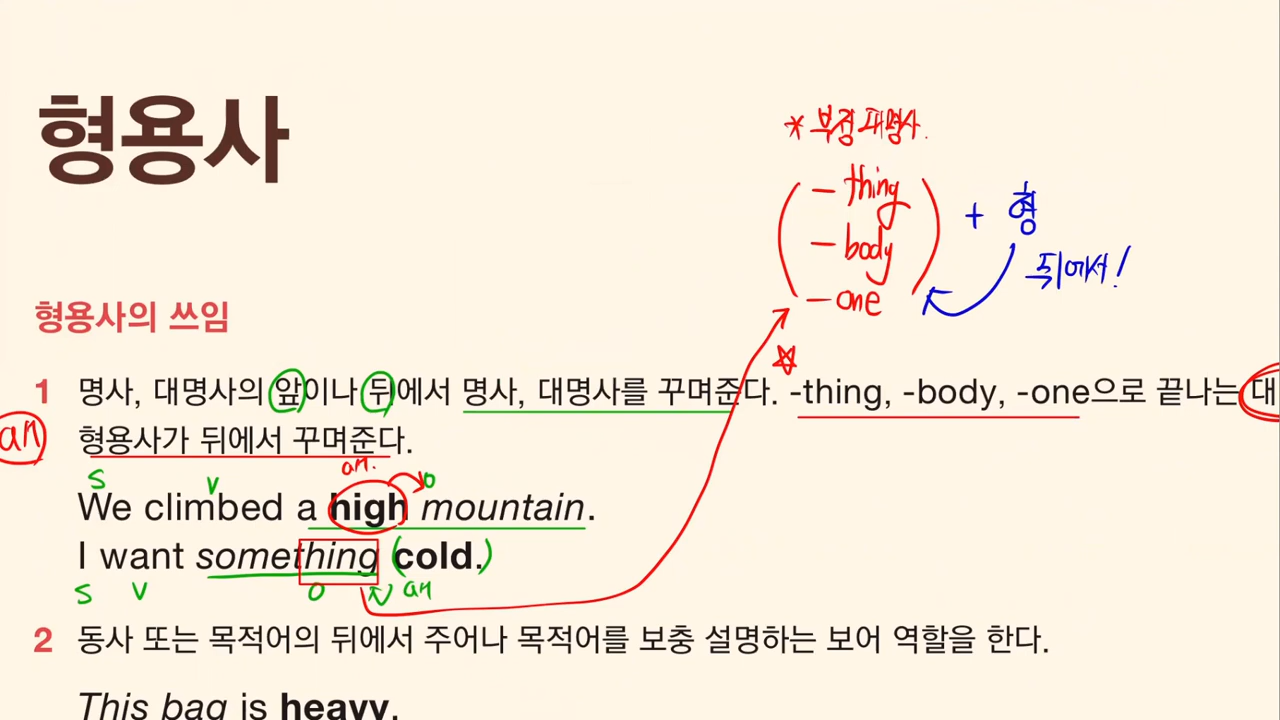 형용사
* 부정대명사.
- thing
- body
- one
+ 형
뒤에서!
형용사의 쓰임
1 명사, 대명사의 앞이나 뒤에서 명사, 대명사를 꾸며준다. -thing, -body, -one으로 끝나는 대
형용사가 뒤에서 꾸며준다.
S V O
We climbed a high mountain.
I want something (cold.)
S V O
2 동사 또는 목적어의 뒤에서 주어나 목적어를 보충 설명하는 보어 역할을 한다.
This bag is heavy.